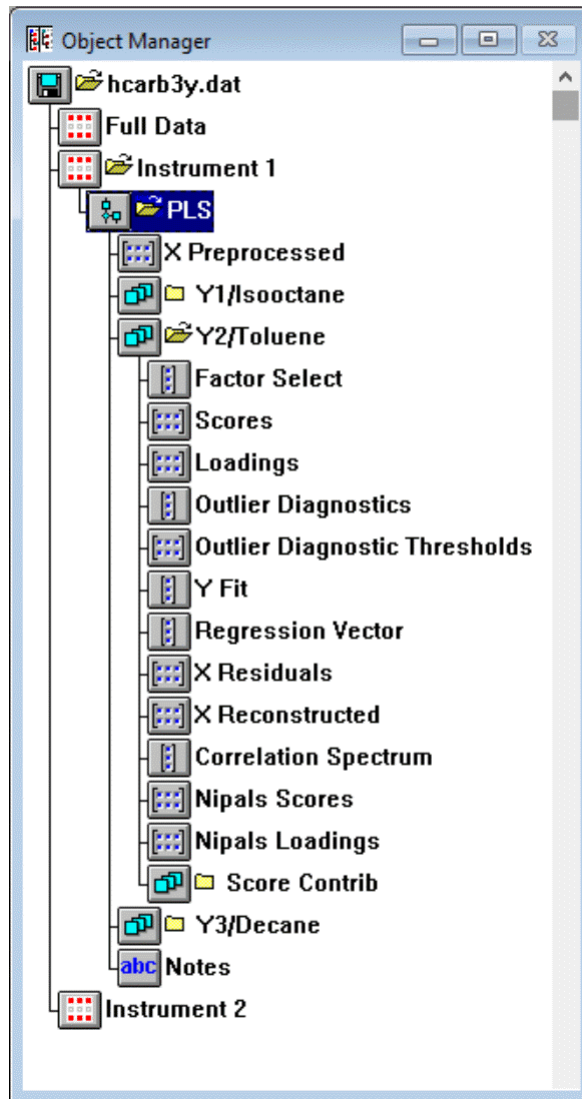 Object Manager
hcarb3y.dat
Full Data
Instrument 1
PLS
X Preprocessed
Y1/Isooctane
Y2/Toluene
Factor Select
Scores
Loadings
Outlier Diagnostics
Outlier Diagnostic Thresholds
Y Fit
Regression Vector
X Residuals
X Reconstructed
Correlation Spectrum
Nipals Scores
Nipals Loadings
Score Contrib
Y3/Decane
abc Notes
Instrument 2